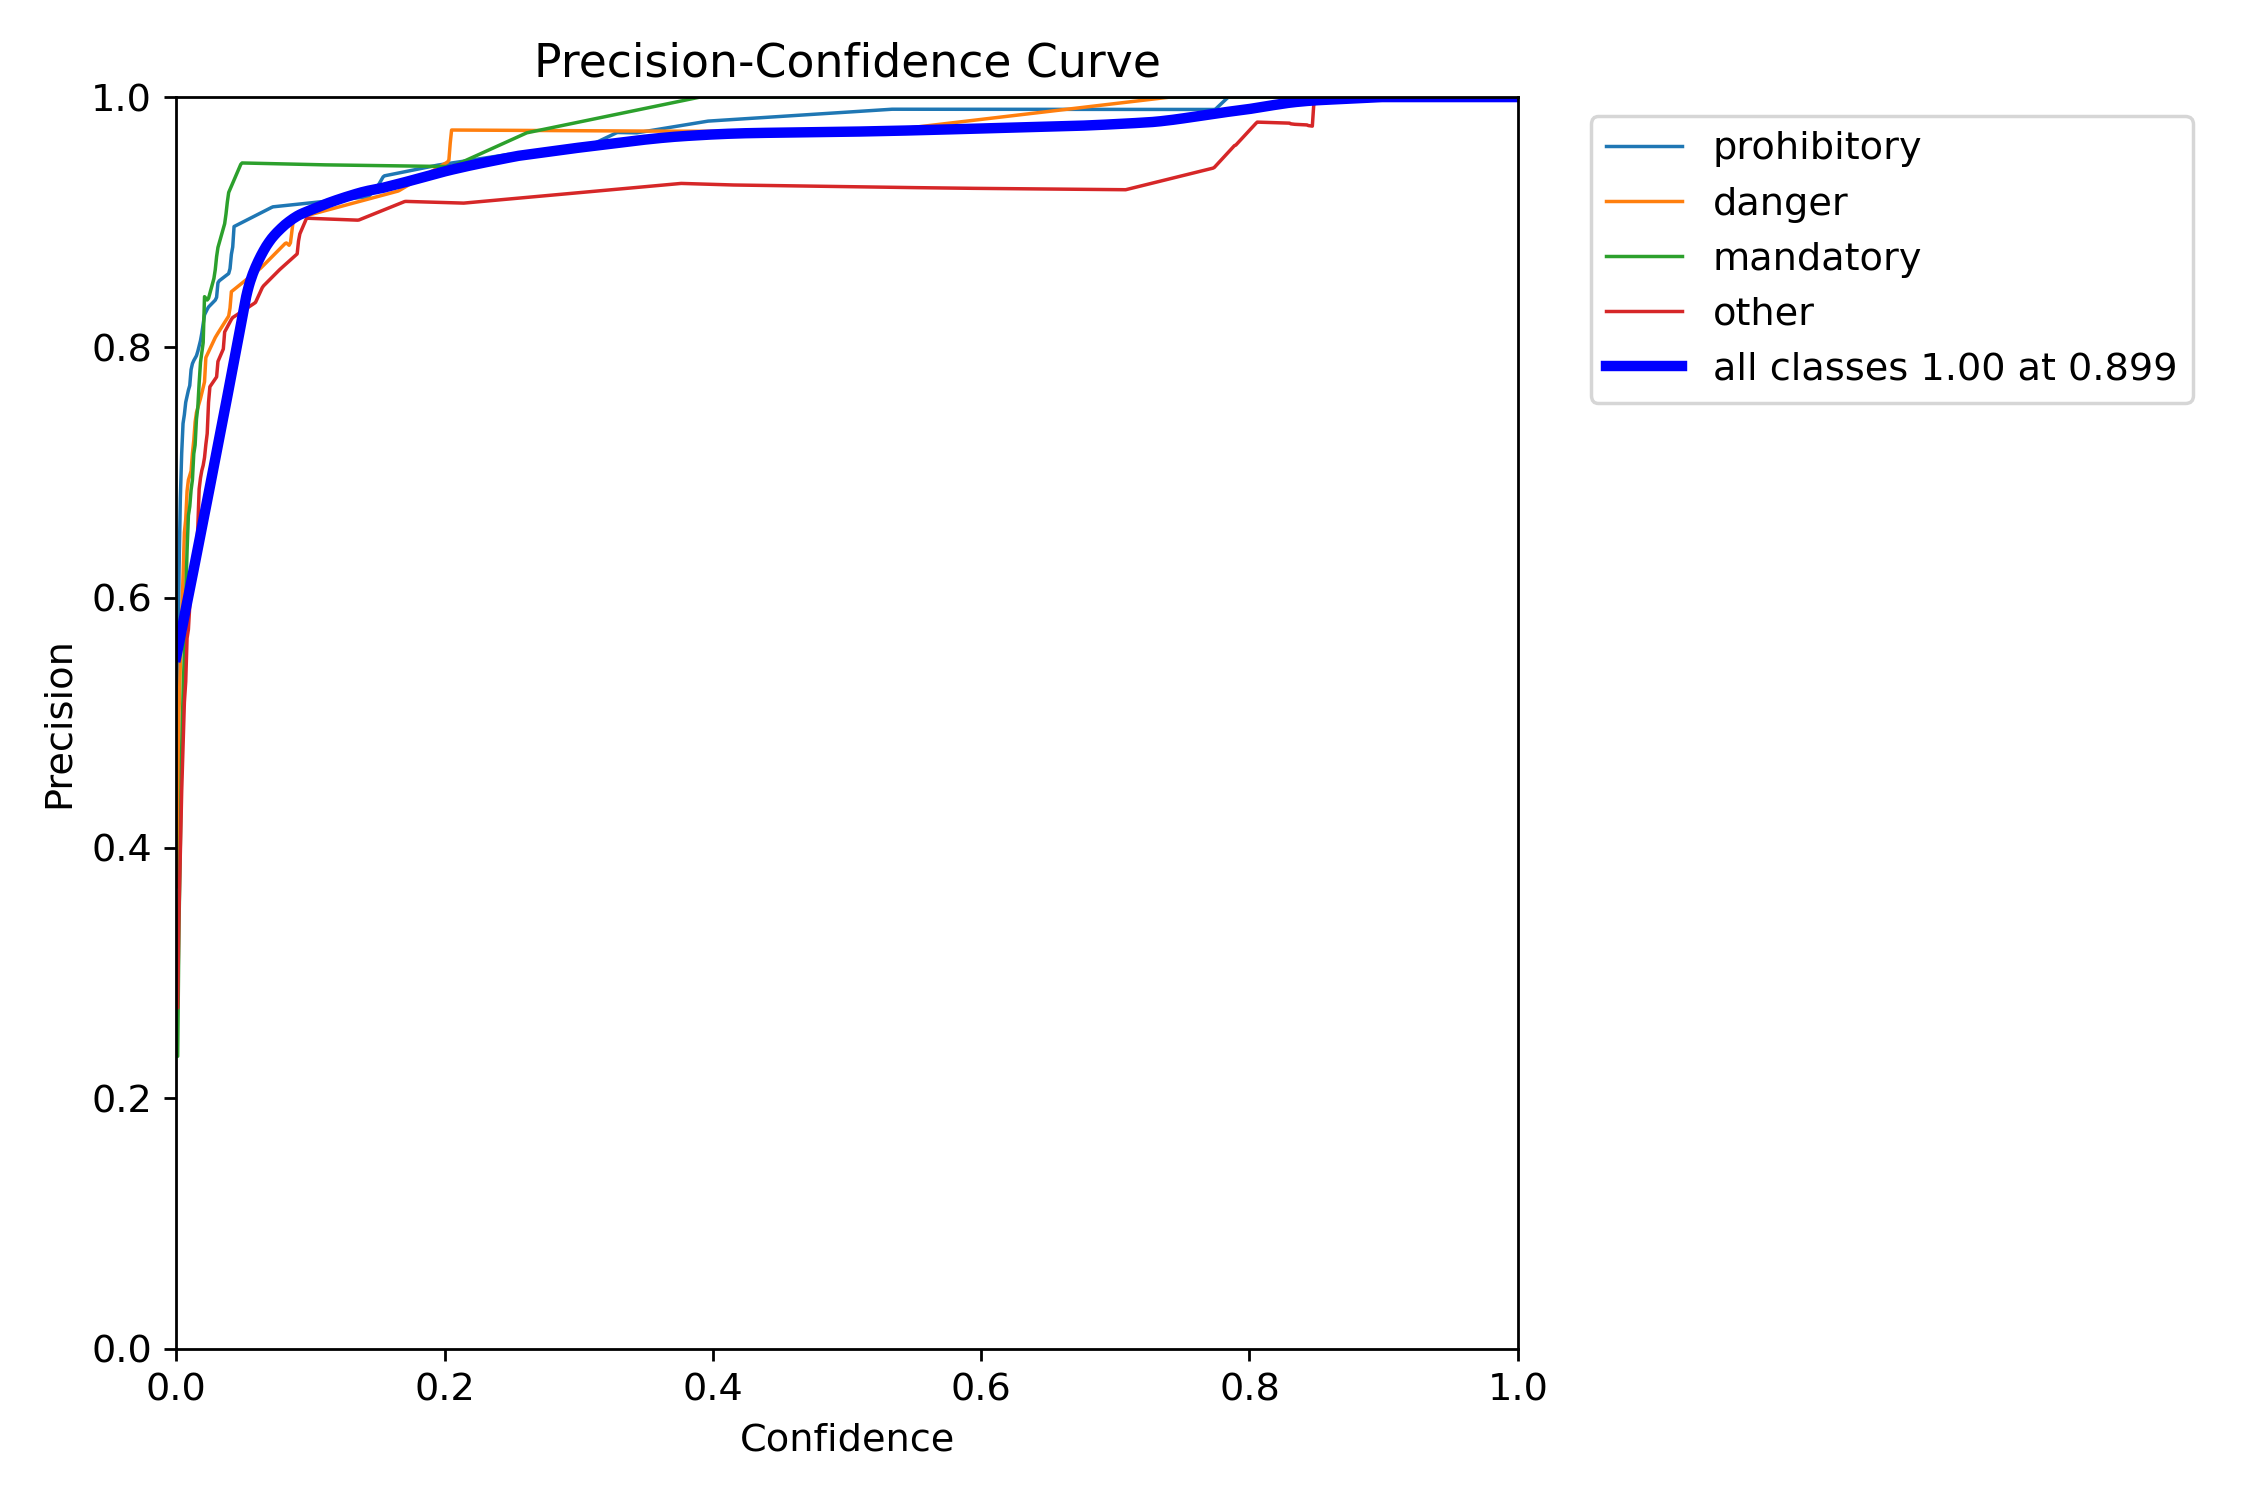 Precision-Confidence Curve
1.0
0.8
0.6
0.4
0.2
0.0
Precision
0.0 0.2 0.4 0.6 0.8 1.0
Confidence
prohibitory
danger
mandatory
other
all classes 1.00 at 0.899